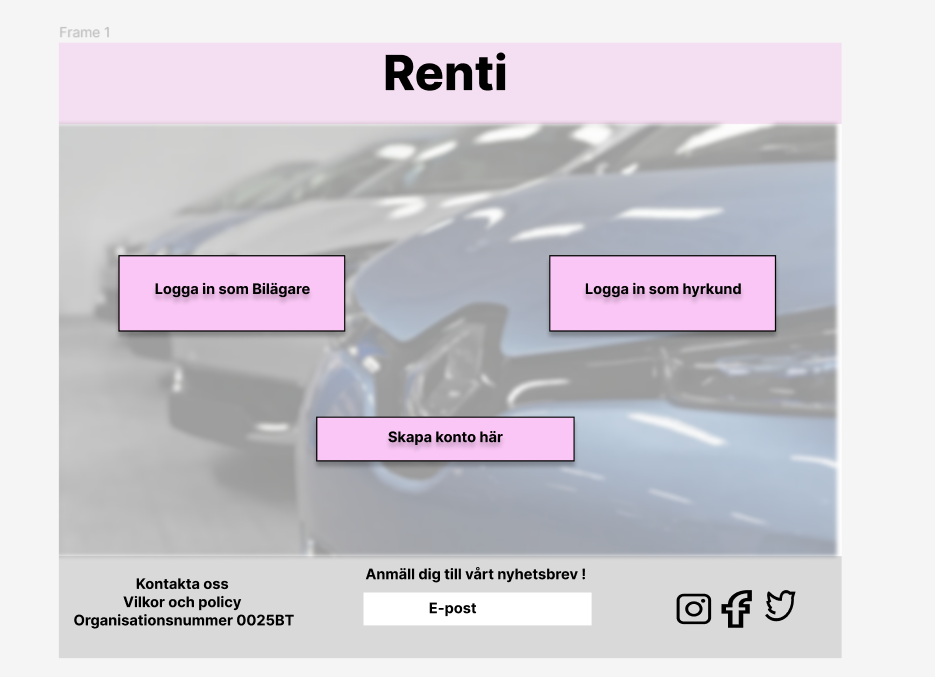 Frame 1
Renti
Logga in som Bilägare
Logga in som hyrkund
Skapa konto här
Anmäll dig till vårt nyhetsbrev !
Kontakta oss
Vilkor och policy
Organisationsnummer 0025BT
E-post